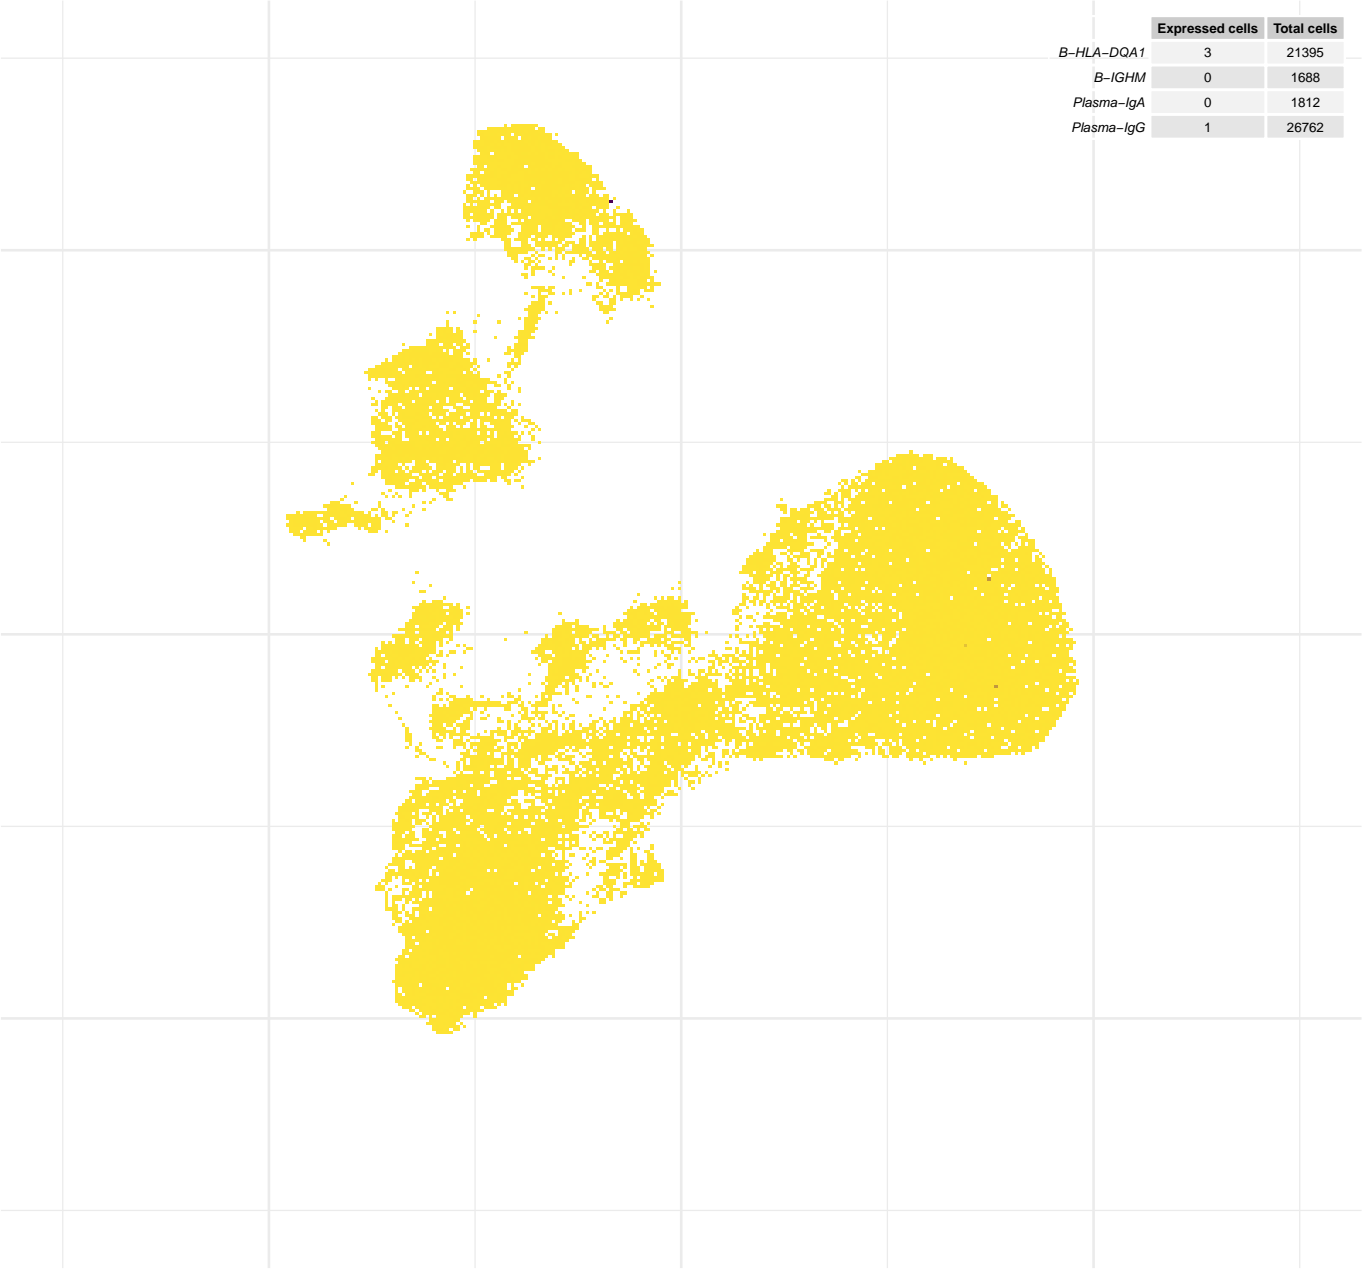 Expressed cells Total cells
B−HLA−DQA1 3 21395
B−IGHM 0 1688
Plasma−IgA 0 1812
Plasma−IgG 1 26762